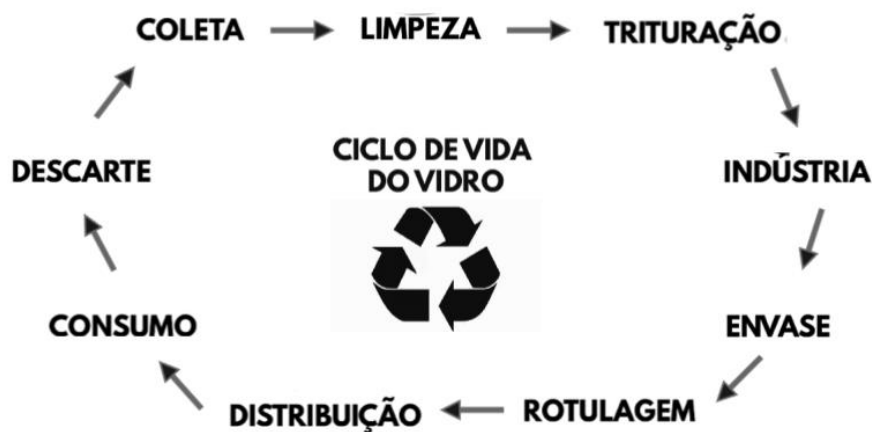 COLETA
LIMPEZA
TRITURAÇÃO
INDÚSTRIA
ENVASE
ROTULAGEM
DISTRIBUIÇÃO
CONSUMO
DESCARTE
CICLO DE VIDA
DO VIDRO